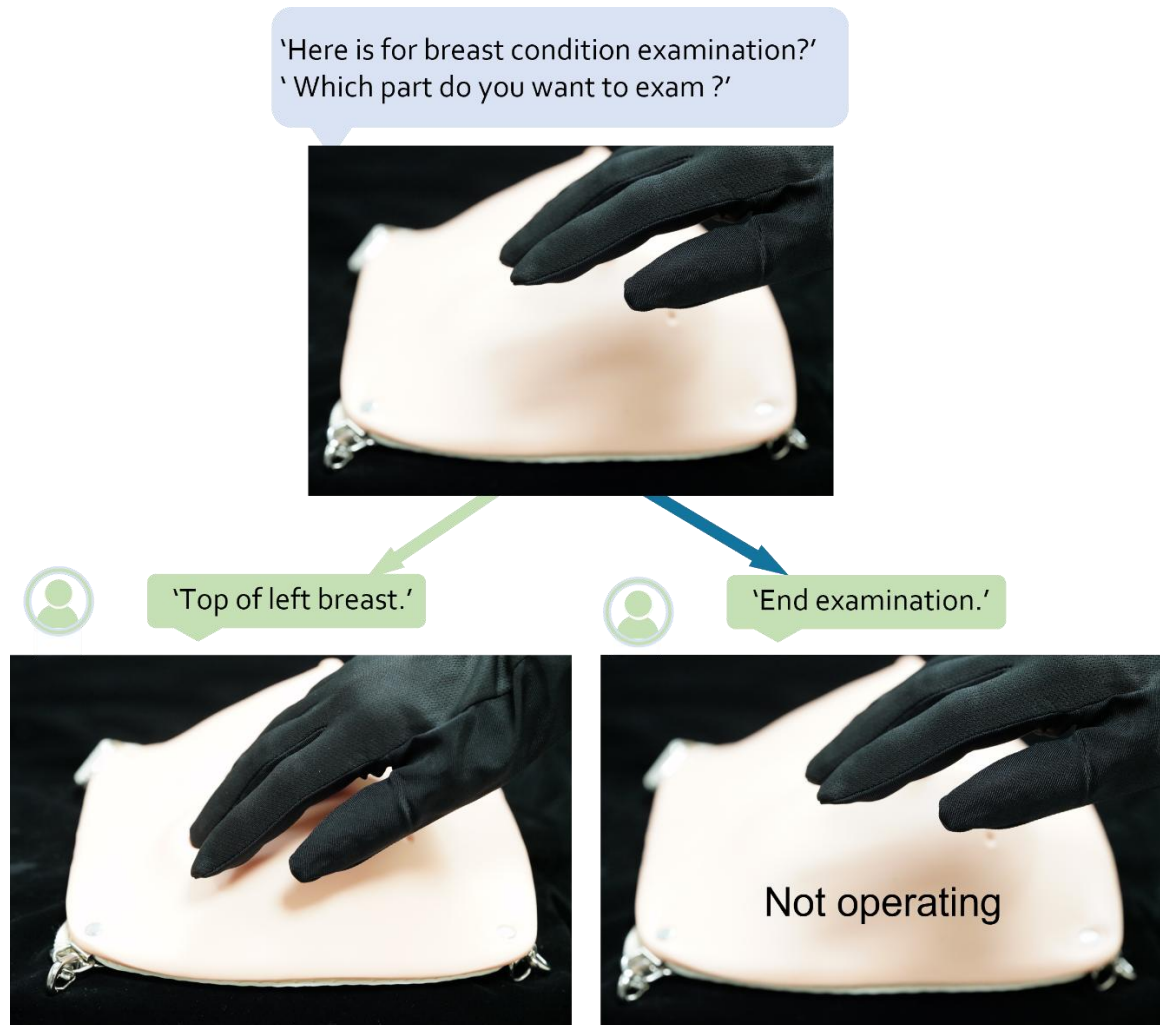 ‘Here is for breast condition examination?’
‘ Which part do you want to exam ?’
‘Top of left breast.’
‘End examination.’
Not operating